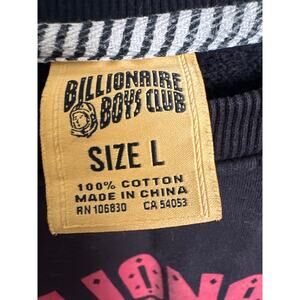 BILLIONAIRE
BOYS CLUB
SIZE L
100% COTTON
MADE IN CHINA
RN 106830 CA 54053